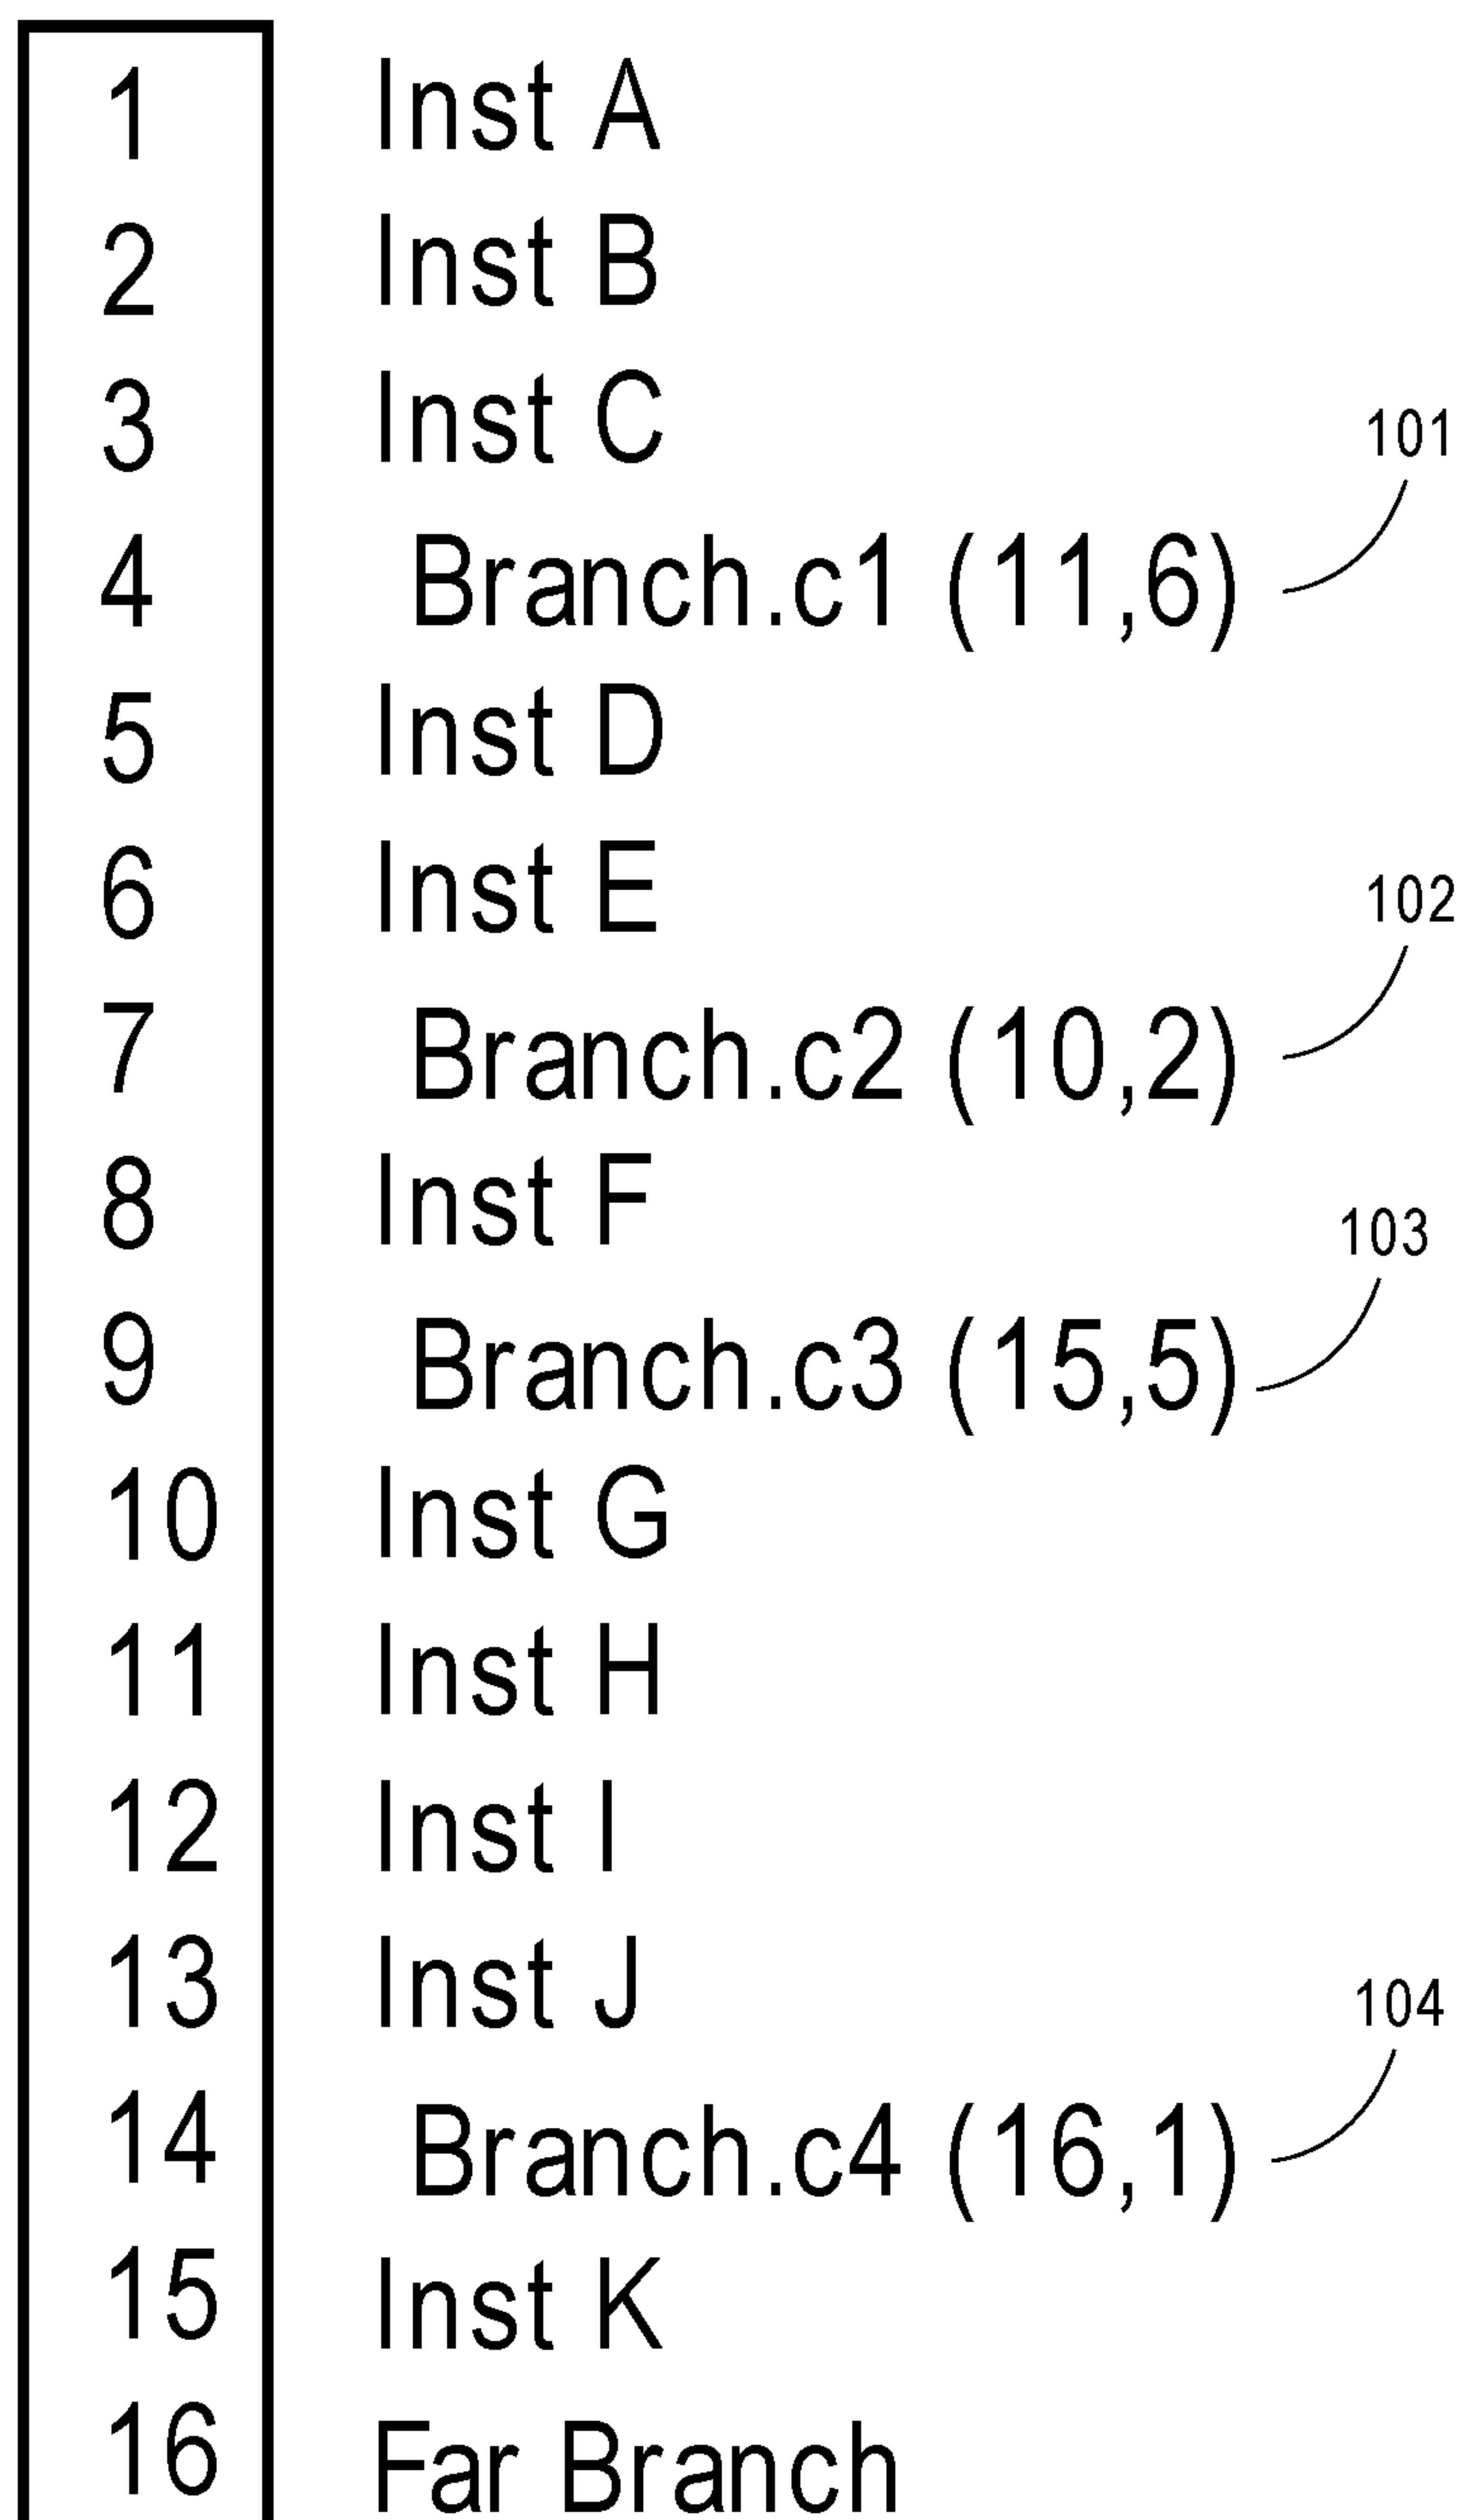 1 Inst A
2 Inst B
3 Inst C
101
4 Branch.c1 (11,6)
5 Inst D
6 Inst E
102
7 Branch.c2 (10,2)
8 Inst F
103
9 Branch.c3 (15,5)
10 Inst G
11 Inst H
12 Inst I
13 Inst J
104
14 Branch.c4 (16,1)
15 Inst K
16 Far Branch